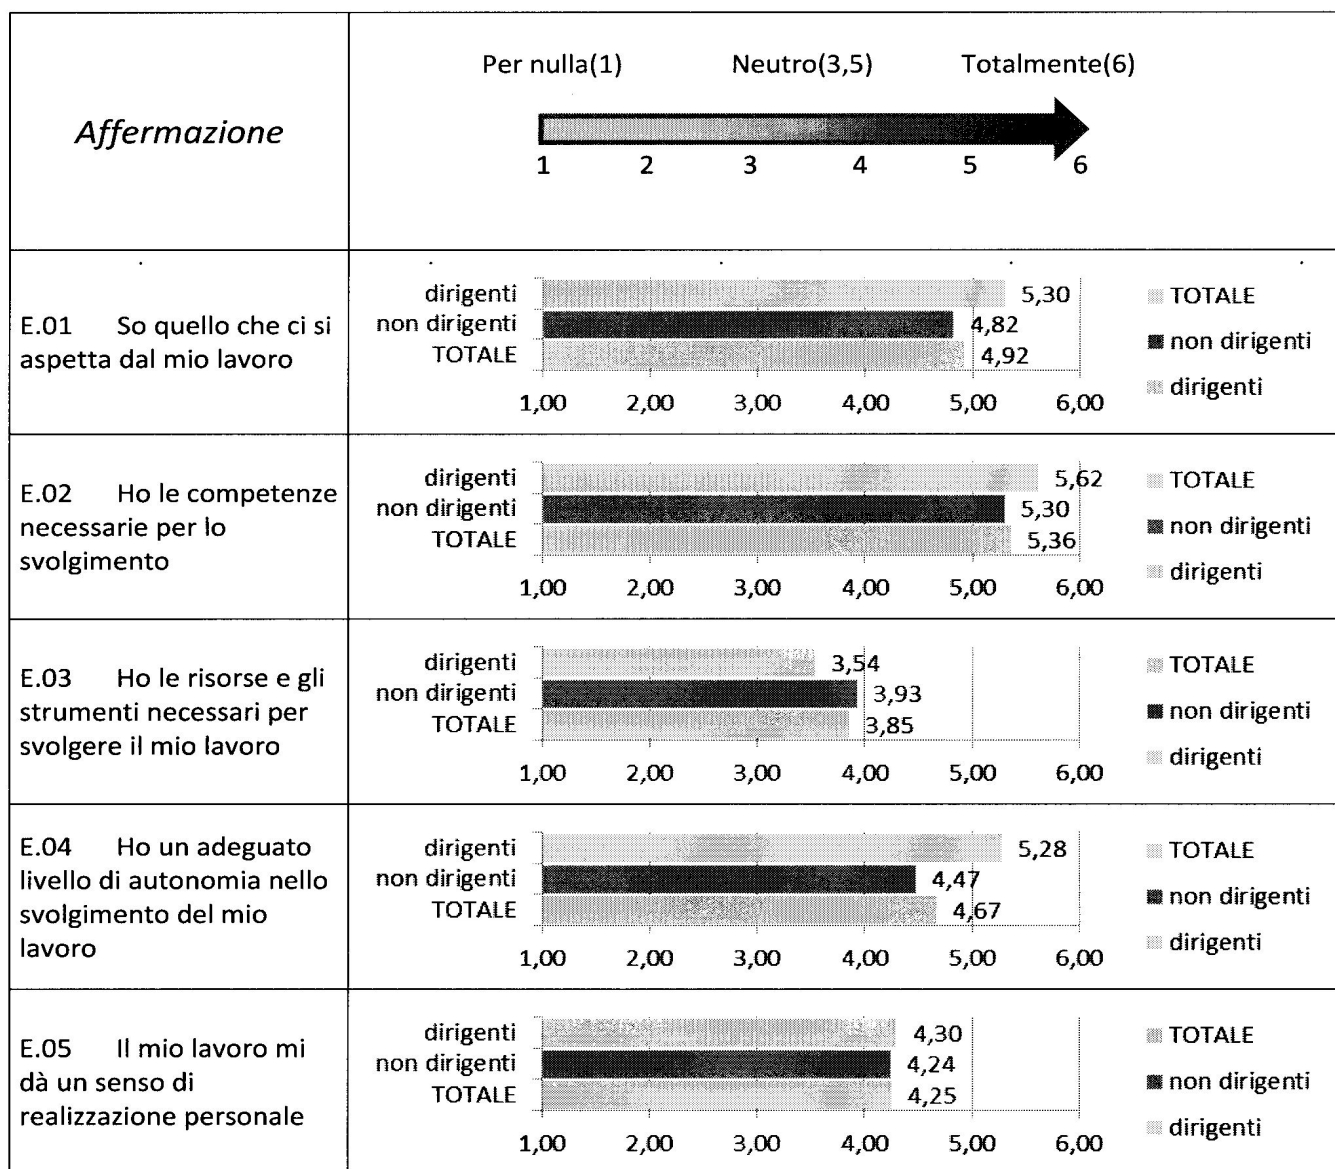 Affermazione
Per nulla(1) Neutro(3,5) Totalmente(6)
1 2 3 4 5 6
E.01 So quello che ci si
aspetta dal mio lavoro
dirigenti 5,30
non dirigenti 4,82
TOTALE 4,92
1,00 2,00 3,00 4,00 5,00 6,00
TOTALE
non dirigenti
dirigenti
E.02 Ho le competenze
necessarie per lo
svolgimento
dirigenti 5,62
non dirigenti 5,30
TOTALE 5,36
1,00 2,00 3,00 4,00 5,00 6,00
TOTALE
non dirigenti
dirigenti
E.03 Ho le risorse e gli
strumenti necessari per
svolgere il mio lavoro
dirigenti 3,54
non dirigenti 3,93
TOTALE 3,85
1,00 2,00 3,00 4,00 5,00 6,00
TOTALE
non dirigenti
dirigenti
E.04 Ho un adeguato
livello di autonomia nello
svolgimento del mio
lavoro
dirigenti 5,28
non dirigenti 4,47
TOTALE 4,67
1,00 2,00 3,00 4,00 5,00 6,00
TOTALE
non dirigenti
dirigenti
E.05 Il mio lavoro mi
dà un senso di
realizzazione personale
dirigenti 4,30
non dirigenti 4,24
TOTALE 4,25
1,00 2,00 3,00 4,00 5,00 6,00
TOTALE
non dirigenti
dirigenti